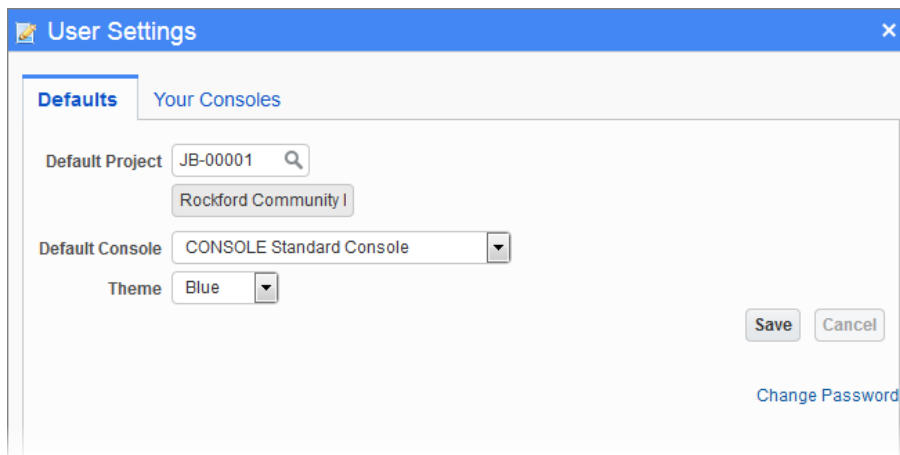 User Settings
Defaults Your Consoles
Default Project JB-00001
Rockford Community
Default Console CONSOLE Standard Console
Theme Blue
Save Cancel
Change Password